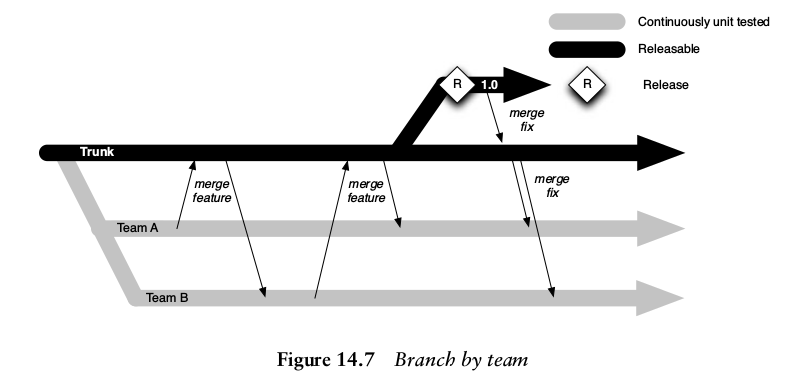 Continuously unit tested
Releasable
R
Release
R
1.0
merge
fix
Trunk
merge
feature
merge
feature
merge
fix
Team A
Team B
Figure 14.7 Branch by team